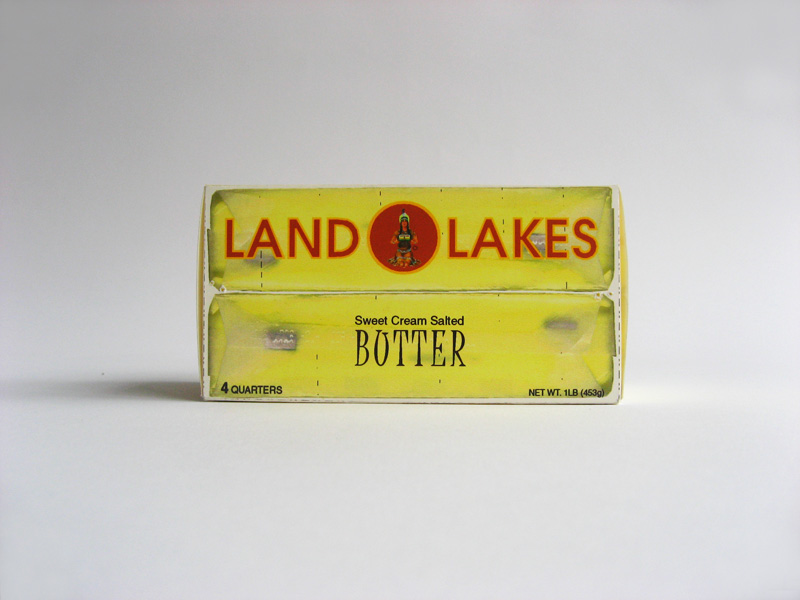 LAND LAKES
Sweet Cream Salted
BUTTER
4 QUARTERS
NET WT. 1LB (453g)